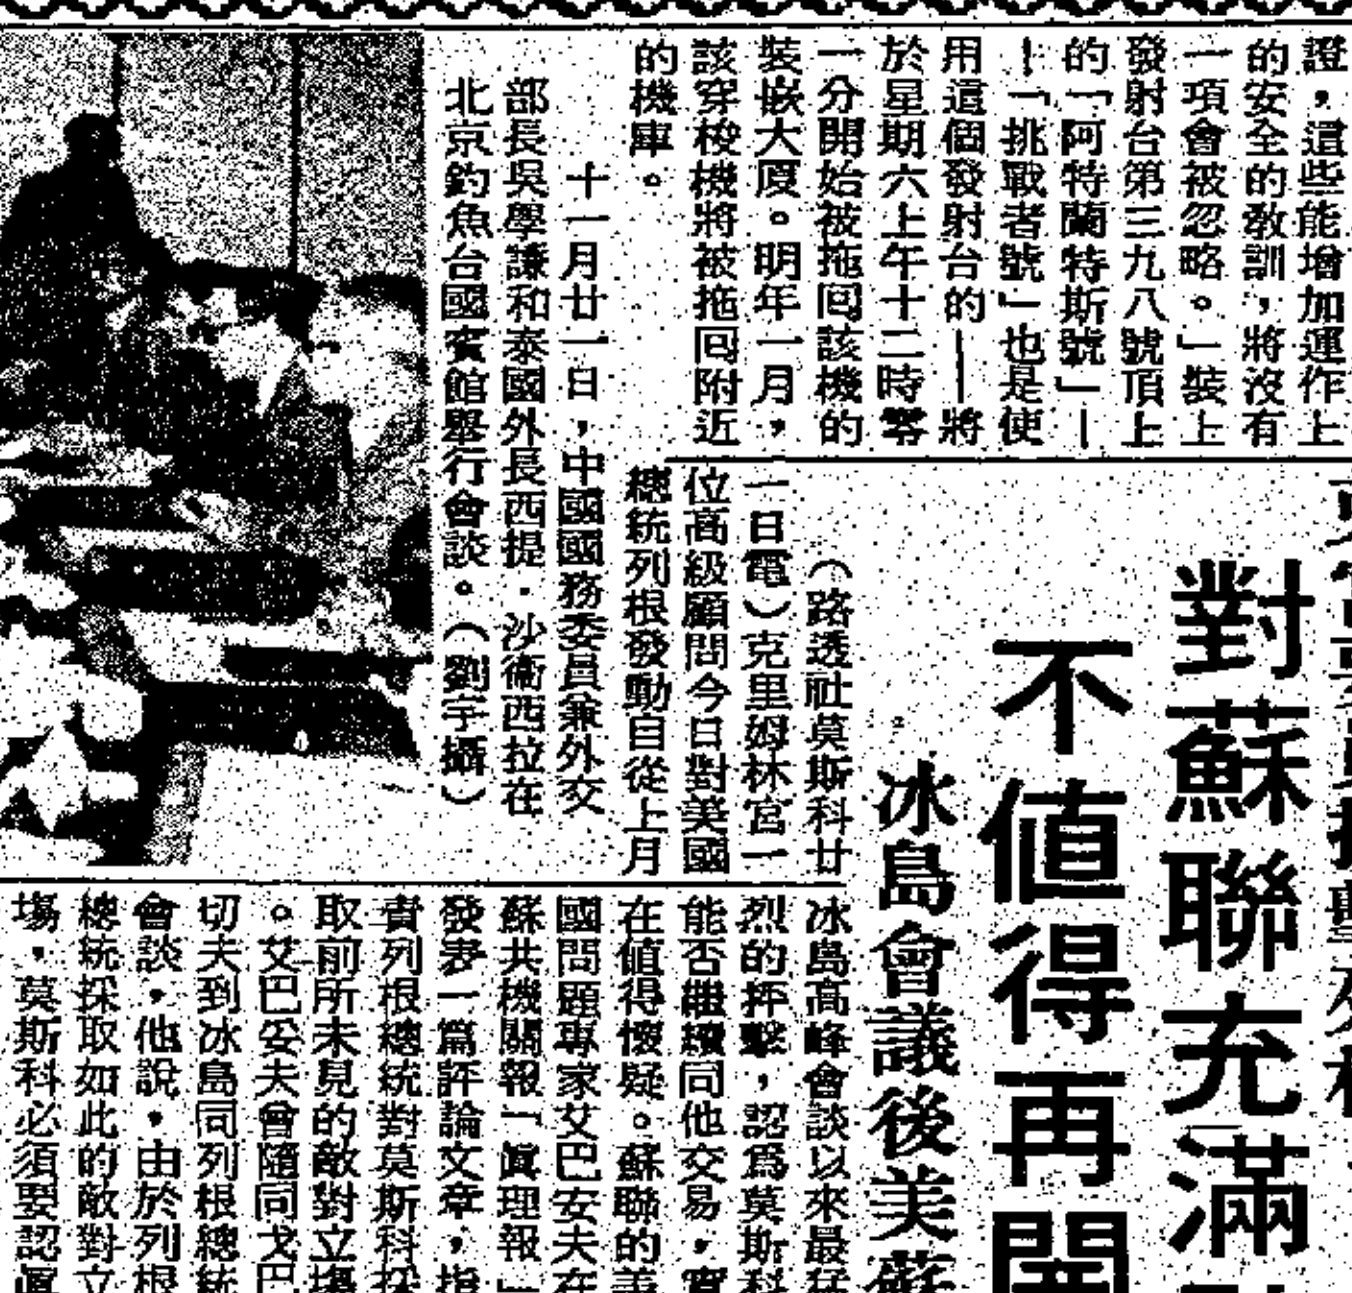 證，這些能增加運作上
的安全的教訓，將沒有
一項會被忽略。」裝上
發射台第三九八號頂上
的「阿特蘭特斯號」—
！「挑戰者號」也是使
用這個發射台的——將
於星期六上午十二時零
一分開始被拖囘該機的
裝嵌大厦。明年一月，
該穿梭機將被拖囘附近
的機庫。
十一月廿一日，中國國務委員兼外交
部長吳學謙和泰國外長西提．沙衞西拉在
北京釣魚台國賓館舉行會談。（劉宇攝）
對蘇聯充滿
不値得再開
冰島會議後美蘇
（路透社莫斯科廿
一日電）克里姆林宮一
位高級顧問今日對美國
總統列根發動自從上月
冰島高峰會談以來最猛
烈的抨擊，認爲莫斯科
能否繼續同他交易，實
在値得懷疑。蘇聯的美
國問題專家艾巴安夫在
蘇共機關報「眞理報」
發表一篇評論文章，指
責列根總統對莫斯科採
取前所未見的敵對立場
。艾巴妥夫曾隨同戈巴
切夫到冰島同列根總統
會談，他說，由於列根
總統採取如此的敵對立
場，莫斯科必須要認眞